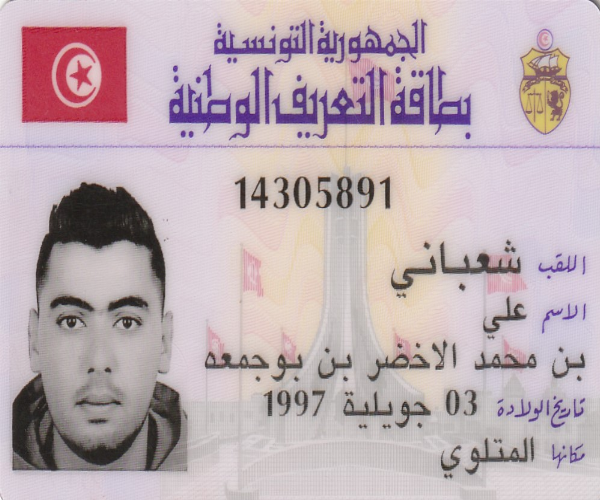 الجمهورية التونسية
بطاقة التعريف الوطنية
14305891
اللقب شعباني
الاسم علي
بن محمد الاخضر بن بوجمعه
تاريخ الولادة 03 جويلية 1997
مكانها المتلوي